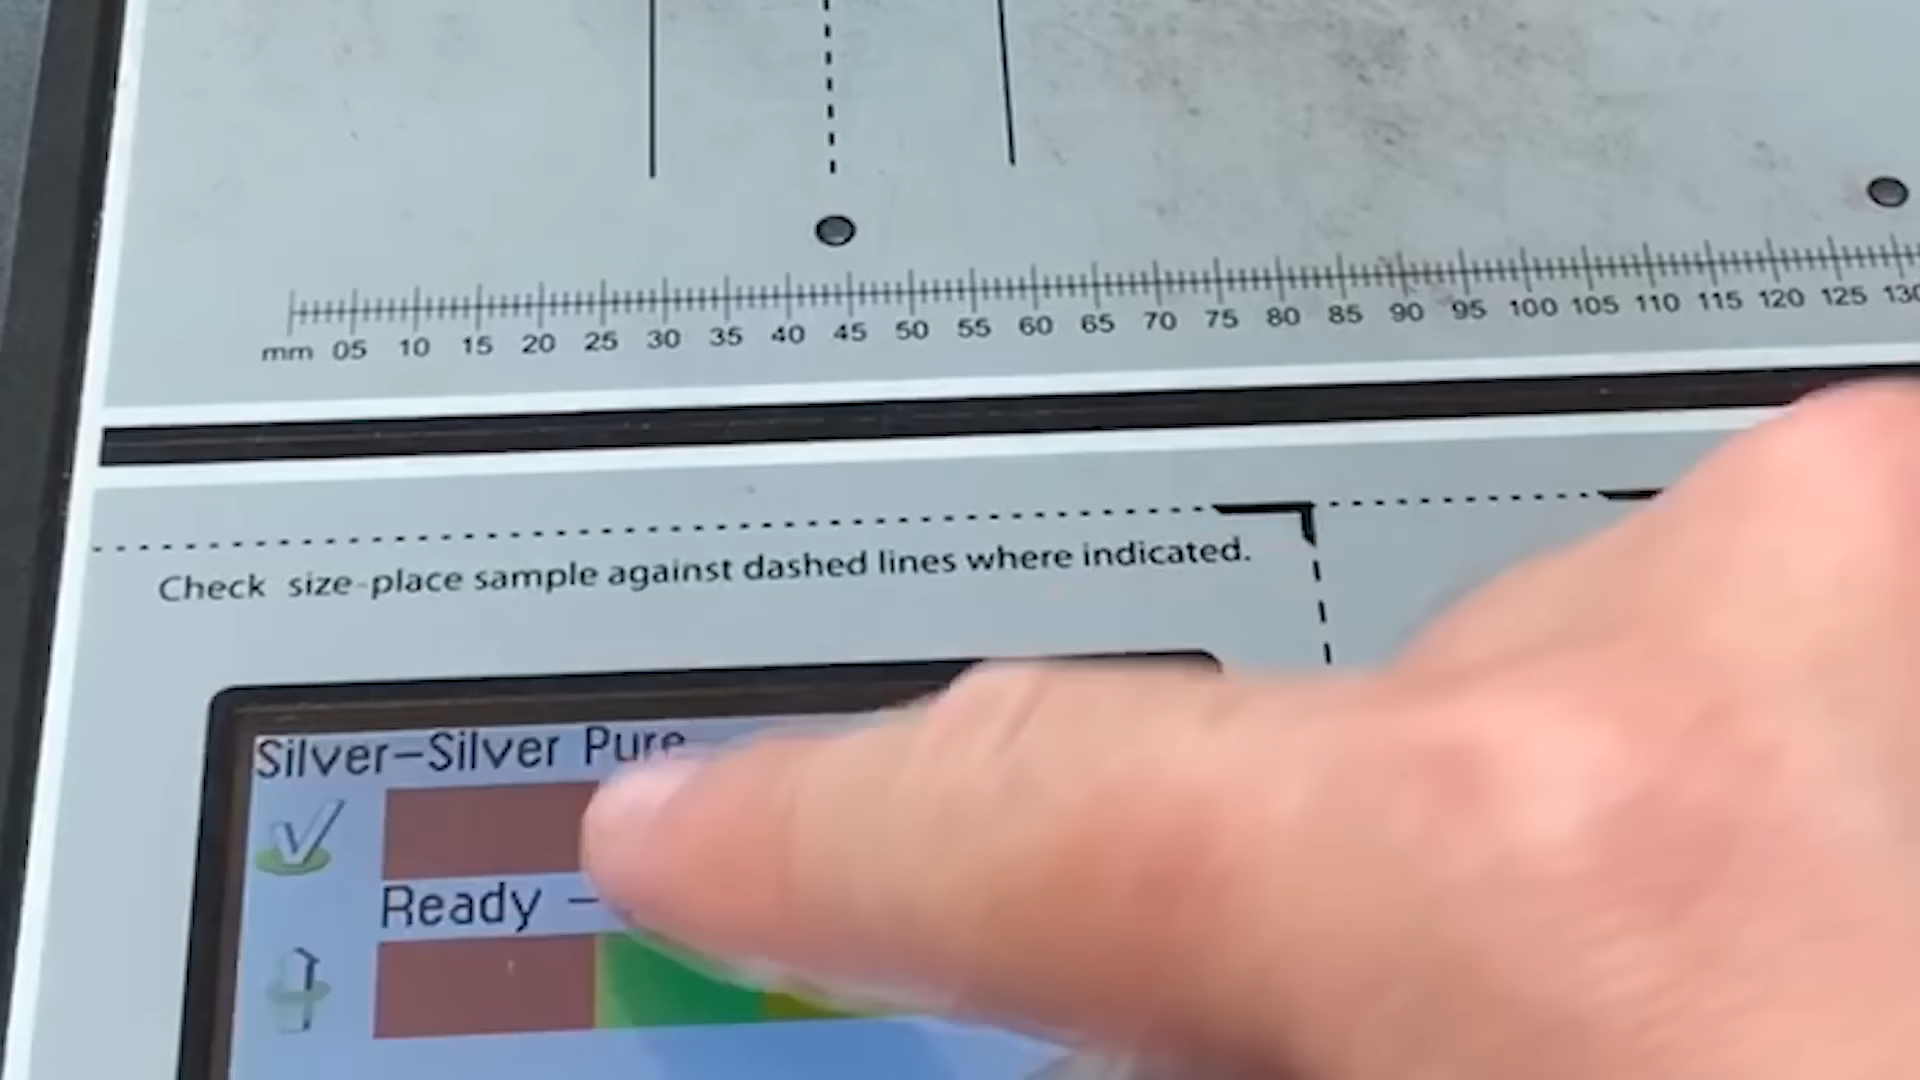 mm 05 10 15 20 25 30 35 40 45 50 55 60 65 70 75 80 85 90 95 100 105 110 115 120 125 130
Check size-place sample against dashed lines where indicated.
Silver-Silver Pure
Ready -